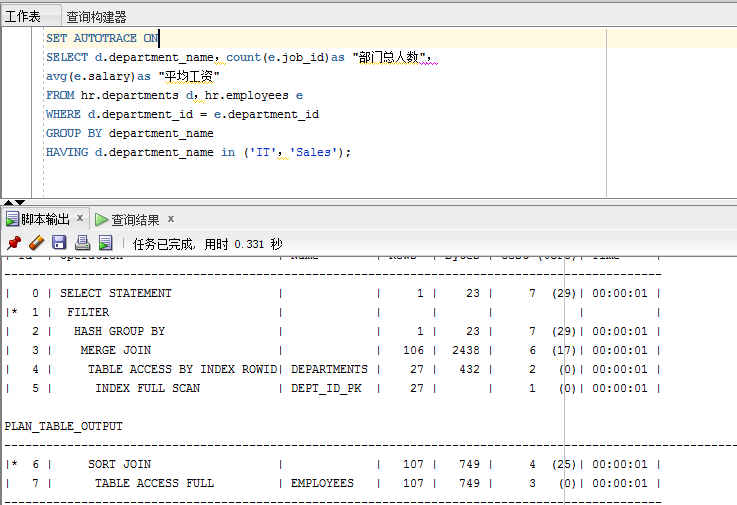 工作表 查询构建器
SET AUTOTRACE ON
SELECT d.department_name，count(e.job_id)as "部门总人数"，
avg(e.salary)as "平均工资"
FROM hr.departments d，hr.employees e
WHERE d.department_id = e.department_id
GROUP BY department_name
HAVING d.department_name in ('IT'，'Sales');
脚本输出 x 查询结果 x
任务已完成, 用时 0.331 秒
| Id | Operation | Name | Rows | Bytes | Cost (%CPU)| Time |
--------------------------------------------------------------------------------
| 0 | SELECT STATEMENT | | 1 | 23 | 7 (29)| 00:00:01 |
|* 1 | FILTER | | | | | |
| 2 | HASH GROUP BY | | 1 | 23 | 7 (29)| 00:00:01 |
| 3 | MERGE JOIN | | 106 | 2438 | 6 (17)| 00:00:01 |
| 4 | TABLE ACCESS BY INDEX ROWID| DEPARTMENTS | 27 | 432 | 2 (0)| 00:00:01 |
| 5 | INDEX FULL SCAN | DEPT_ID_PK | 27 | | 1 (0)| 00:00:01 |
PLAN_TABLE_OUTPUT
--------------------------------------------------------------------------------
|* 6 | SORT JOIN | | 107 | 749 | 4 (25)| 00:00:01 |
| 7 | TABLE ACCESS FULL | EMPLOYEES | 107 | 749 | 3 (0)| 00:00:01 |
--------------------------------------------------------------------------------